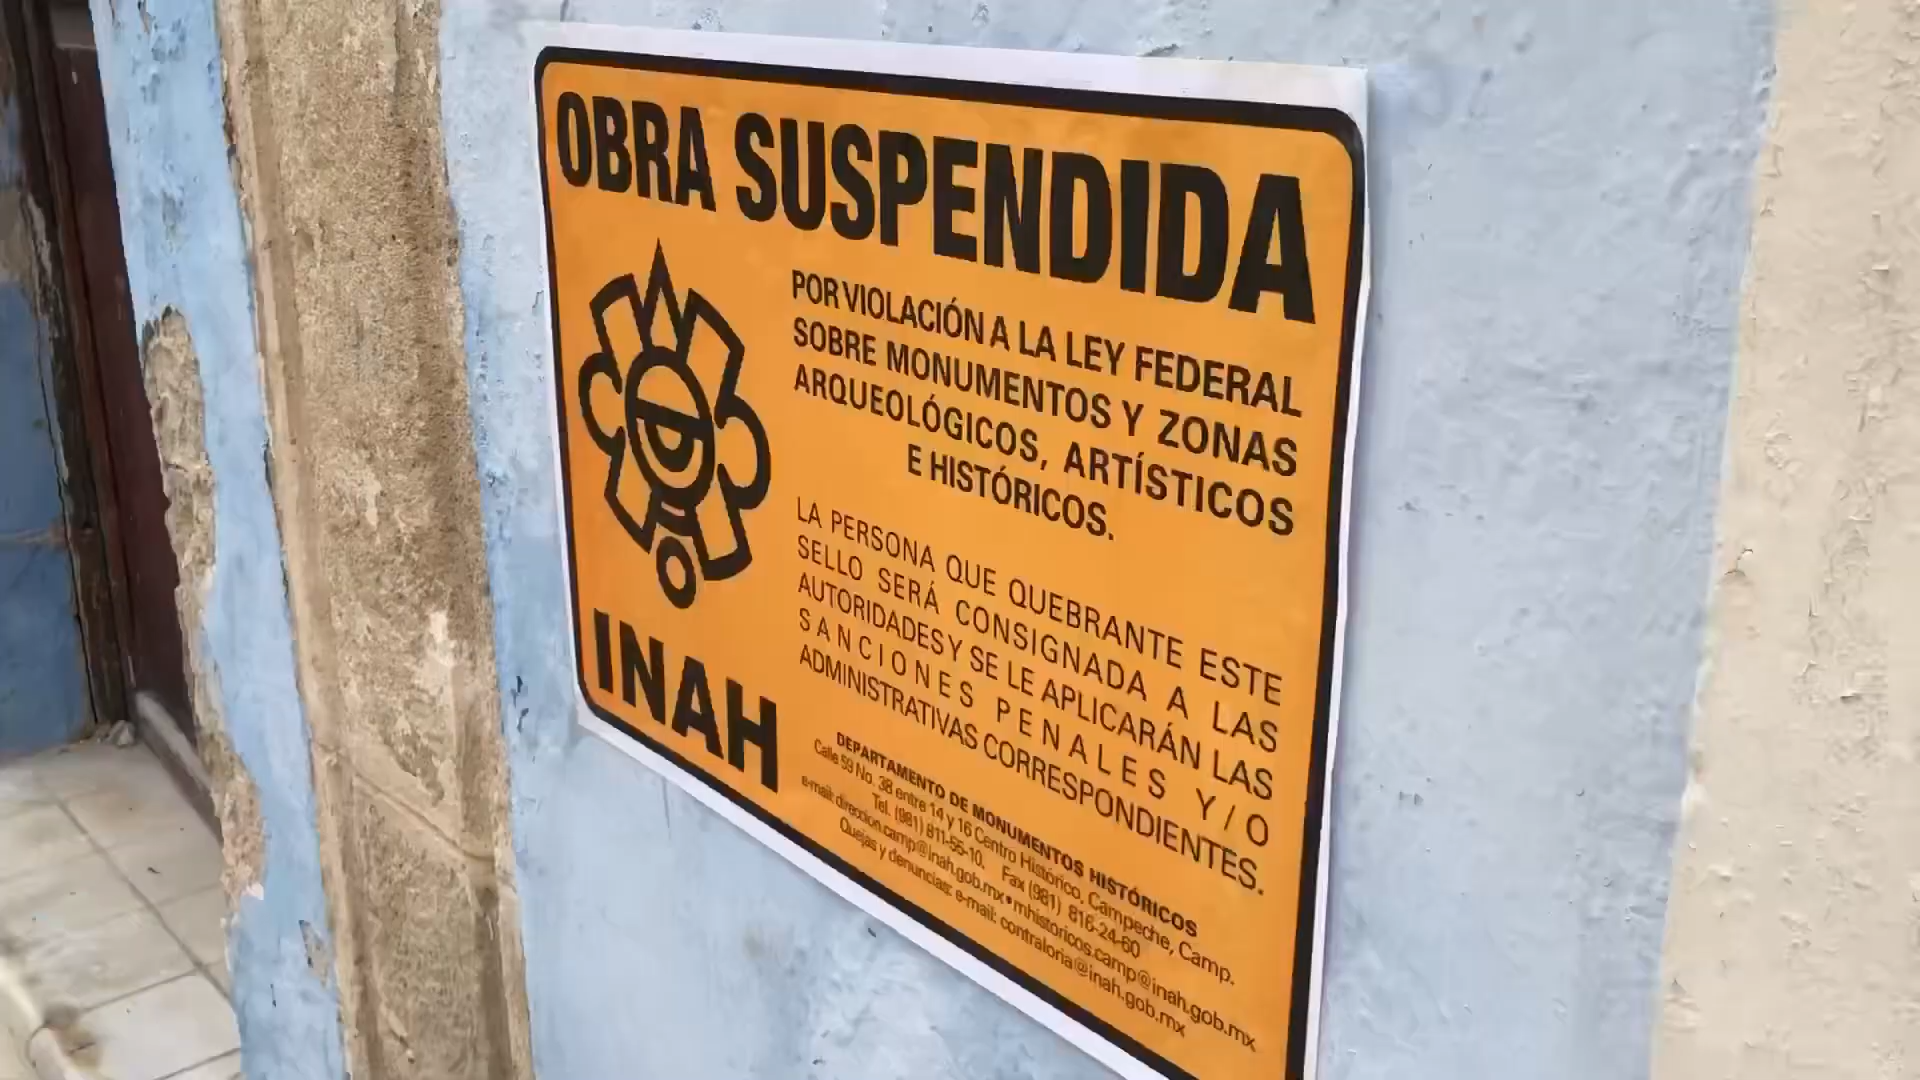 OBRA SUSPENDIDA
POR VIOLACIÓN A LA LEY FEDERAL
SOBRE MONUMENTOS Y ZONAS
ARQUEOLÓGICOS, ARTÍSTICOS
E HISTÓRICOS.
LA PERSONA QUE QUEBRANTE ESTE
SELLO SERÁ CONSIGNADA A LAS
AUTORIDADES Y SE LE APLICARÁN LAS
SANCIONES PENALES Y/O
ADMINISTRATIVAS CORRESPONDIENTES.
INAH
DEPARTAMENTO DE MONUMENTOS HISTÓRICOS
Calle 59 No. 38 entre 14 y 16 Centro Histórico, Campeche, Camp.
Tel. (981) 811-55-10. Fax (981) 816-24-60
e-mail: direccion.camp@inah.gob.mx • mhistoricos.camp@inah.gob.mx
Quejas y denuncias: e-mail: contraloria@inah.gob.mx